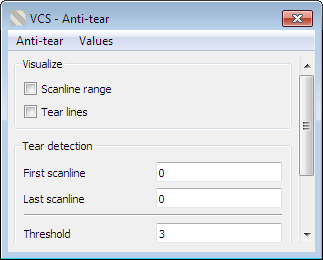 VCS - Anti-tear
Anti-tear Values
Visualize
Scanline range
Tear lines
Tear detection
First scanline 0
Last scanline 0
Threshold 3